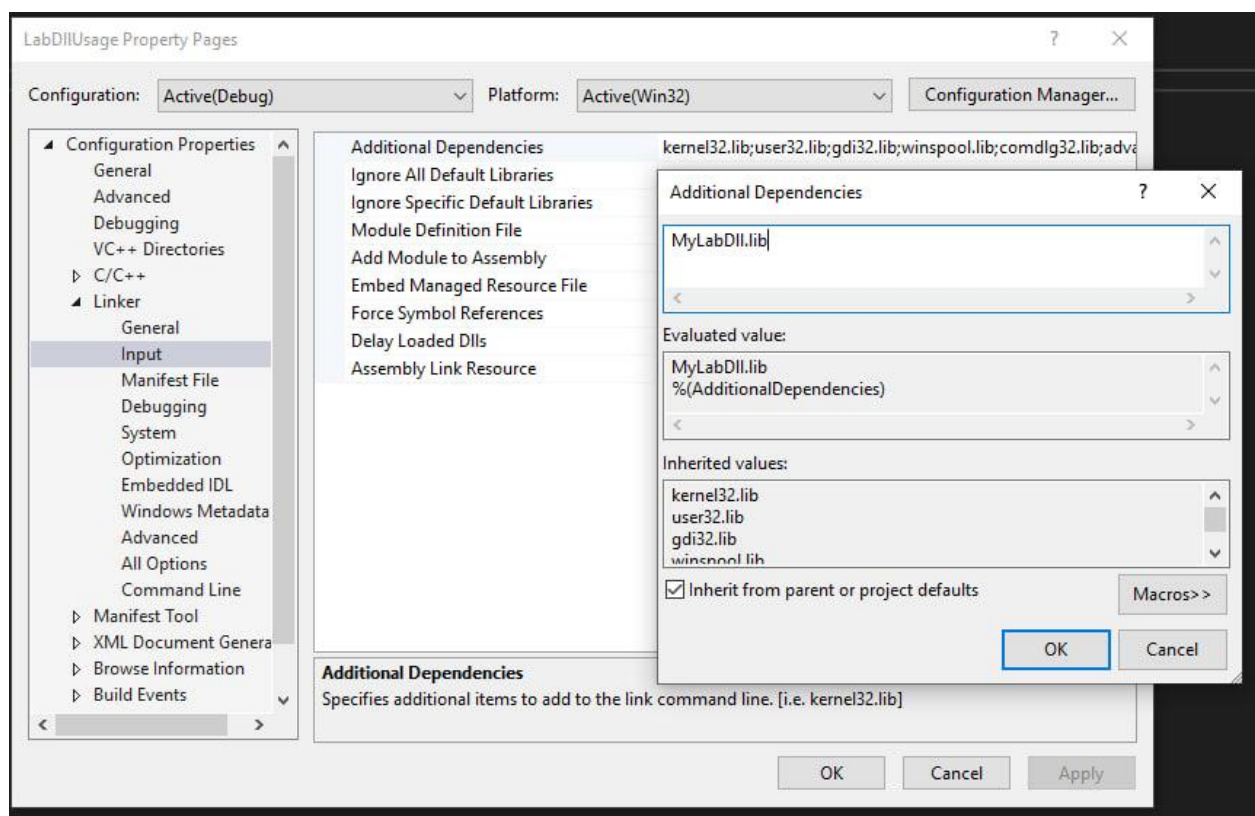 LabDllUsage Property Pages
?
Configuration: Active(Debug) Platform: Active(Win32) Configuration Manager...
Configuration Properties
General
Advanced
Debugging
VC++ Directories
C/C++
Linker
General
Input
Manifest File
Debugging
System
Optimization
Embedded IDL
Windows Metadata
Advanced
All Options
Command Line
Manifest Tool
XML Document Genera
Browse Information
Build Events
Additional Dependencies kernel32.lib;user32.lib;gdi32.lib;winspool.lib;comdlg32.lib;adva
Ignore All Default Libraries
Ignore Specific Default Libraries
Module Definition File
Add Module to Assembly
Embed Managed Resource File
Force Symbol References
Delay Loaded Dlls
Assembly Link Resource
Additional Dependencies
Specifies additional items to add to the link command line. [i.e. kernel32.lib]
Additional Dependencies ?
MyLabDll.lib
Evaluated value:
MyLabDll.lib
%(AdditionalDependencies)
Inherited values:
kernel32.lib
user32.lib
gdi32.lib
winspool.lib
Inherit from parent or project defaults
Macros>>
OK Cancel
OK Cancel Apply